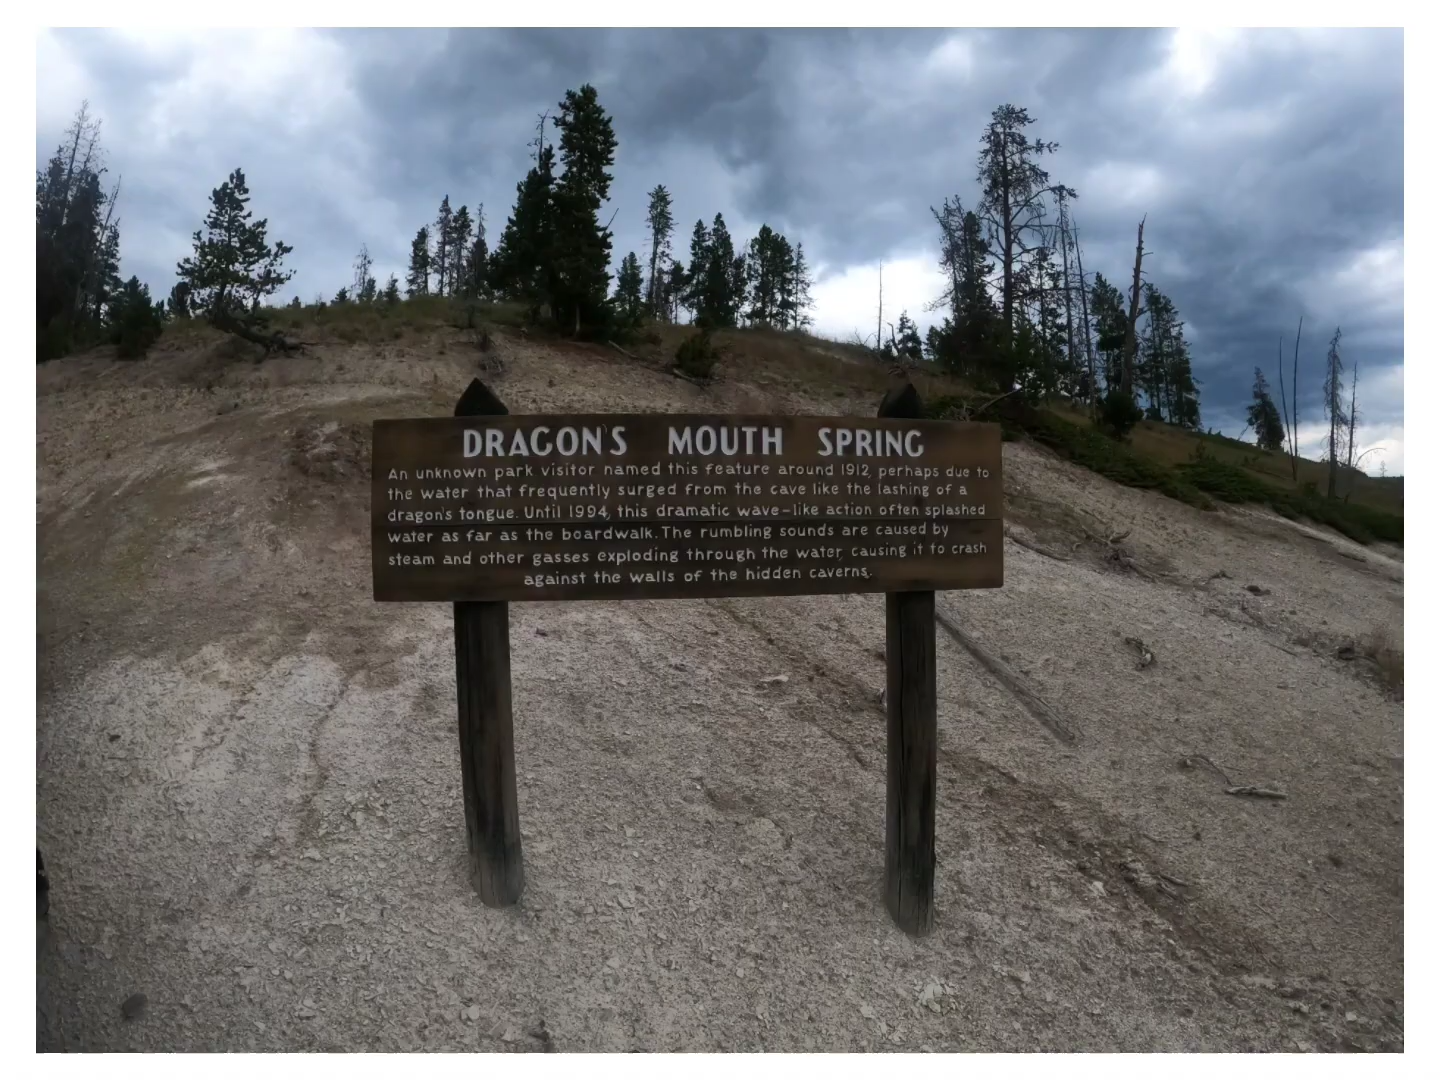 DRAGON'S MOUTH SPRING
An unknown park visitor named this feature around 1912, perhaps due to
the water that frequently surged from the cave like the lashing of a
dragon's tongue. Until 1994, this dramatic wave-like action often splashed
water as far as the boardwalk. The rumbling sounds are caused by
steam and other gasses exploding through the water, causing it to crash
against the walls of the hidden caverns.